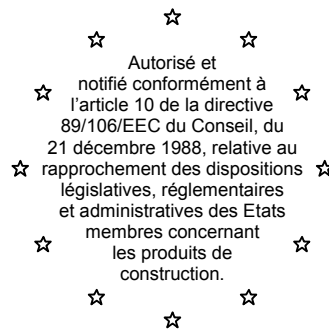 Autorisé et
notifié conformément à
l’article 10 de la directive
89/106/EEC du Conseil, du
21 décembre 1988, relative au
rapprochement des dispositions
législatives, réglementaires
et administratives des Etats
membres concernant
les produits de
construction.